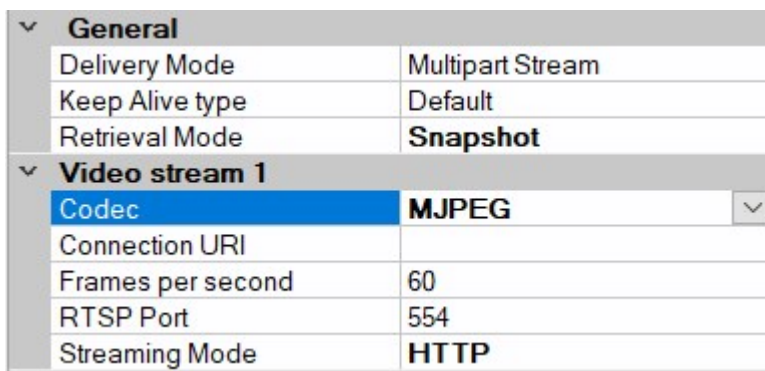 General
Delivery Mode Multipart Stream
Keep Alive type Default
Retrieval Mode Snapshot
Video stream 1
Codec MJPEG
Connection URI
Frames per second 60
RTSP Port 554
Streaming Mode HTTP